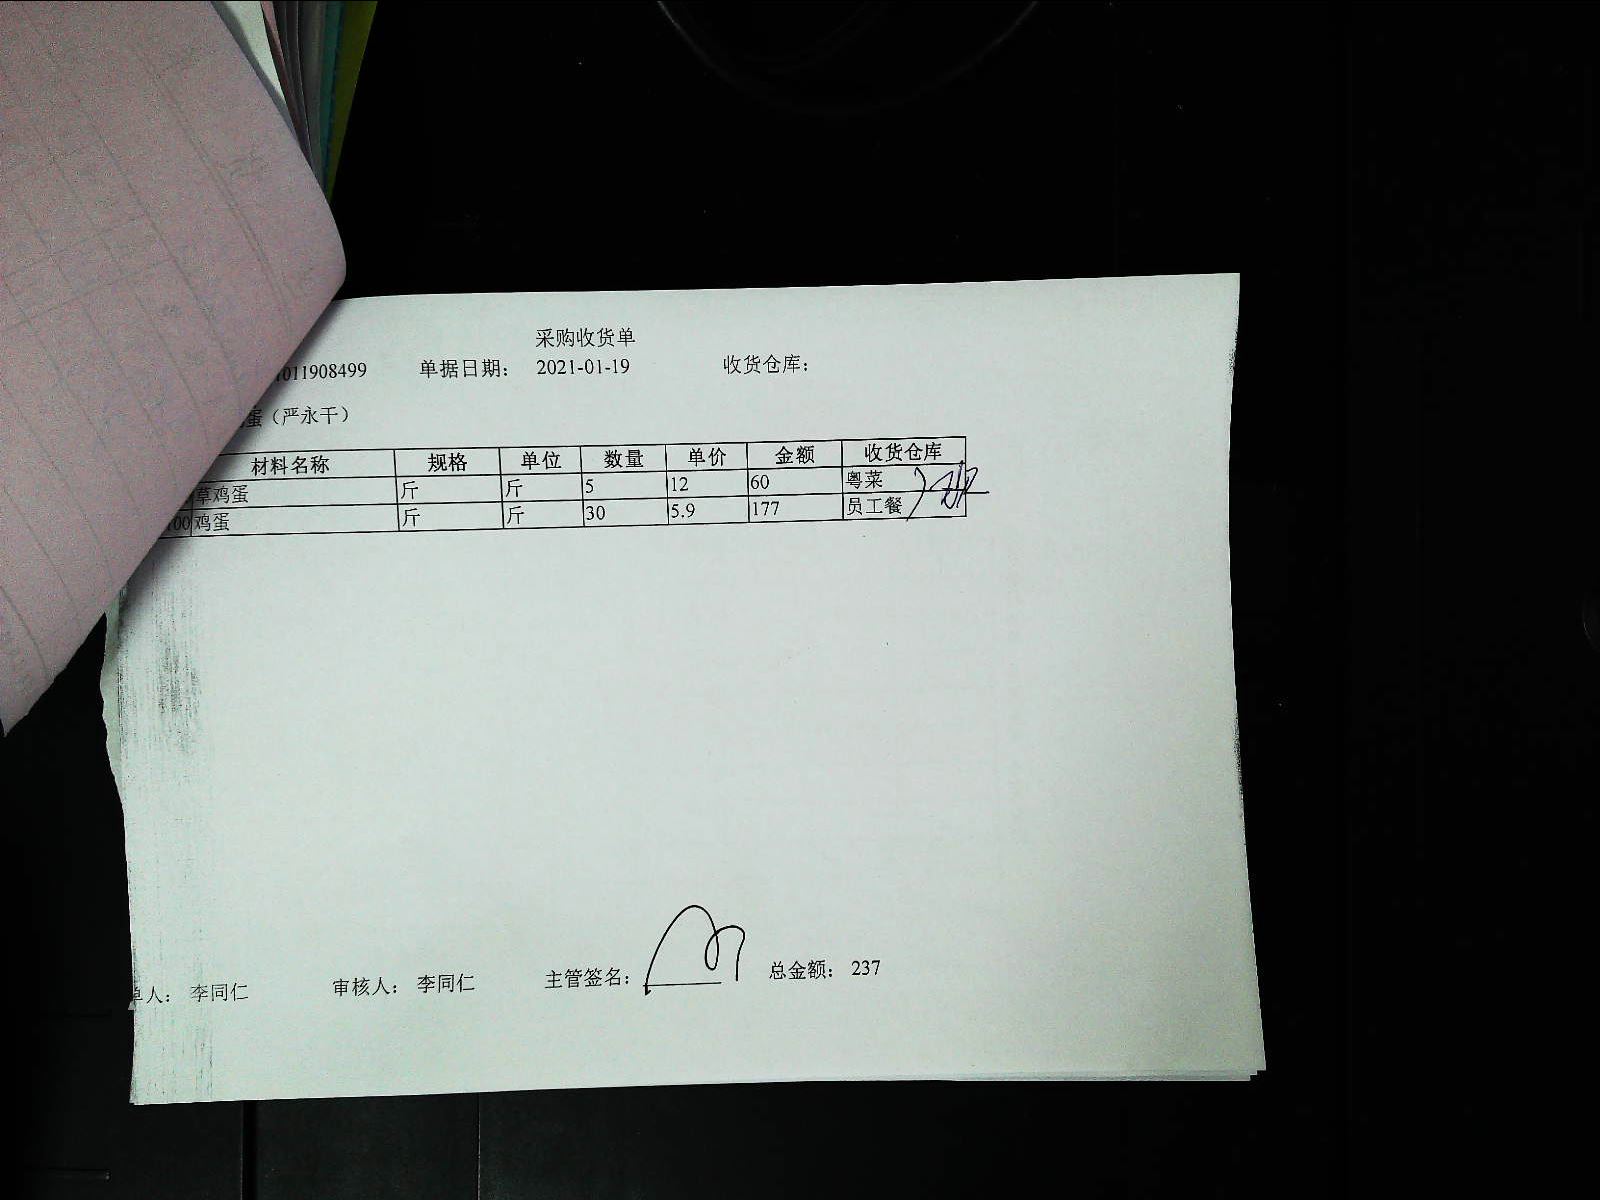 采购收货单
011908499 单据日期： 2021-01-19 收货仓库：
蛋（严永干）
材料名称 规格 单位 数量 单价 金额 收货仓库
草鸡蛋 斤 斤 5 12 60 粤菜
00 鸡蛋 斤 斤 30 5.9 177 员工餐
单人： 李同仁 审核人： 李同仁 主管签名： 总金额： 237